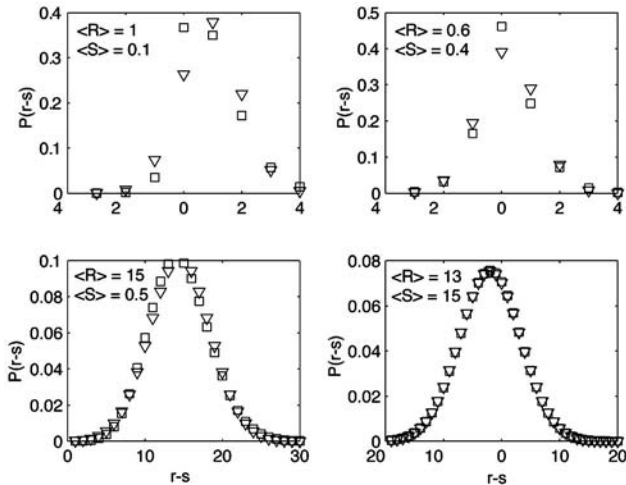 0.4
0.3
0.2
0.1
0
P(r-s)
<R> = 1
<S> = 0.1
4 2 0 2 4
0.5
0.4
0.3
0.2
0.1
0
P(r-s)
<R> = 0.6
<S> = 0.4
4 2 0 2 4
0.1
0.08
0.06
0.04
0.02
0
P(r-s)
<R> = 15
<S> = 0.5
0 10 20 30
r-s
0.08
0.06
0.04
0.02
0
P(r-s)
<R> = 13
<S> = 15
20 10 0 10 20
r-s